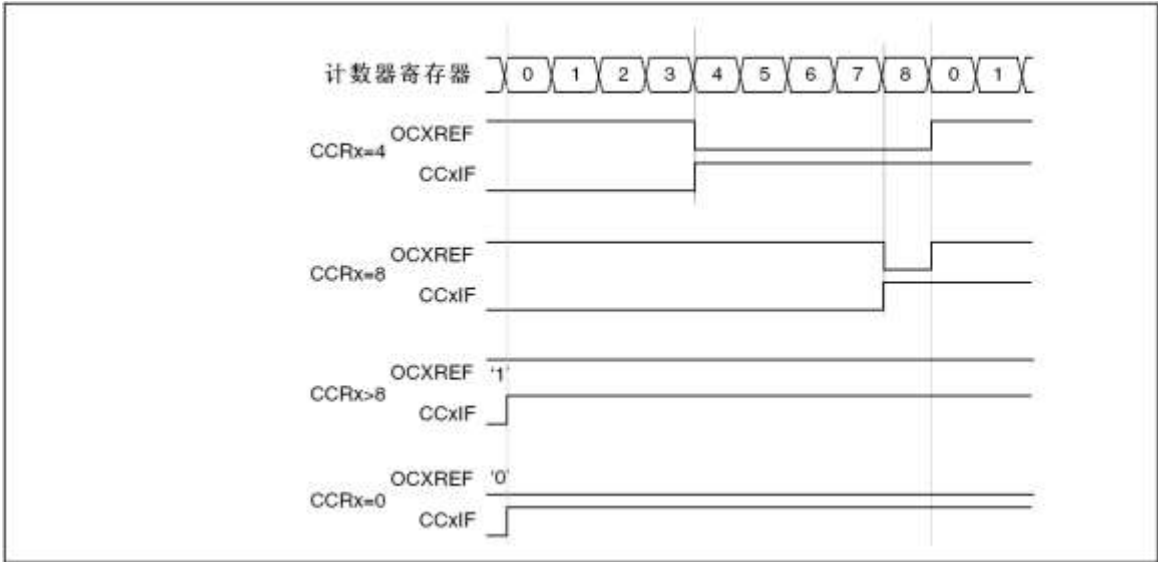 计数器寄存器 0 1 2 3 4 5 6 7 8 0 1
OCXREF
CCRx=4
CCxIF
OCXREF
CCRx=8
CCxIF
OCXREF '1'
CCRx>8
CCxIF
OCXREF '0'
CCRx=0
CCxIF